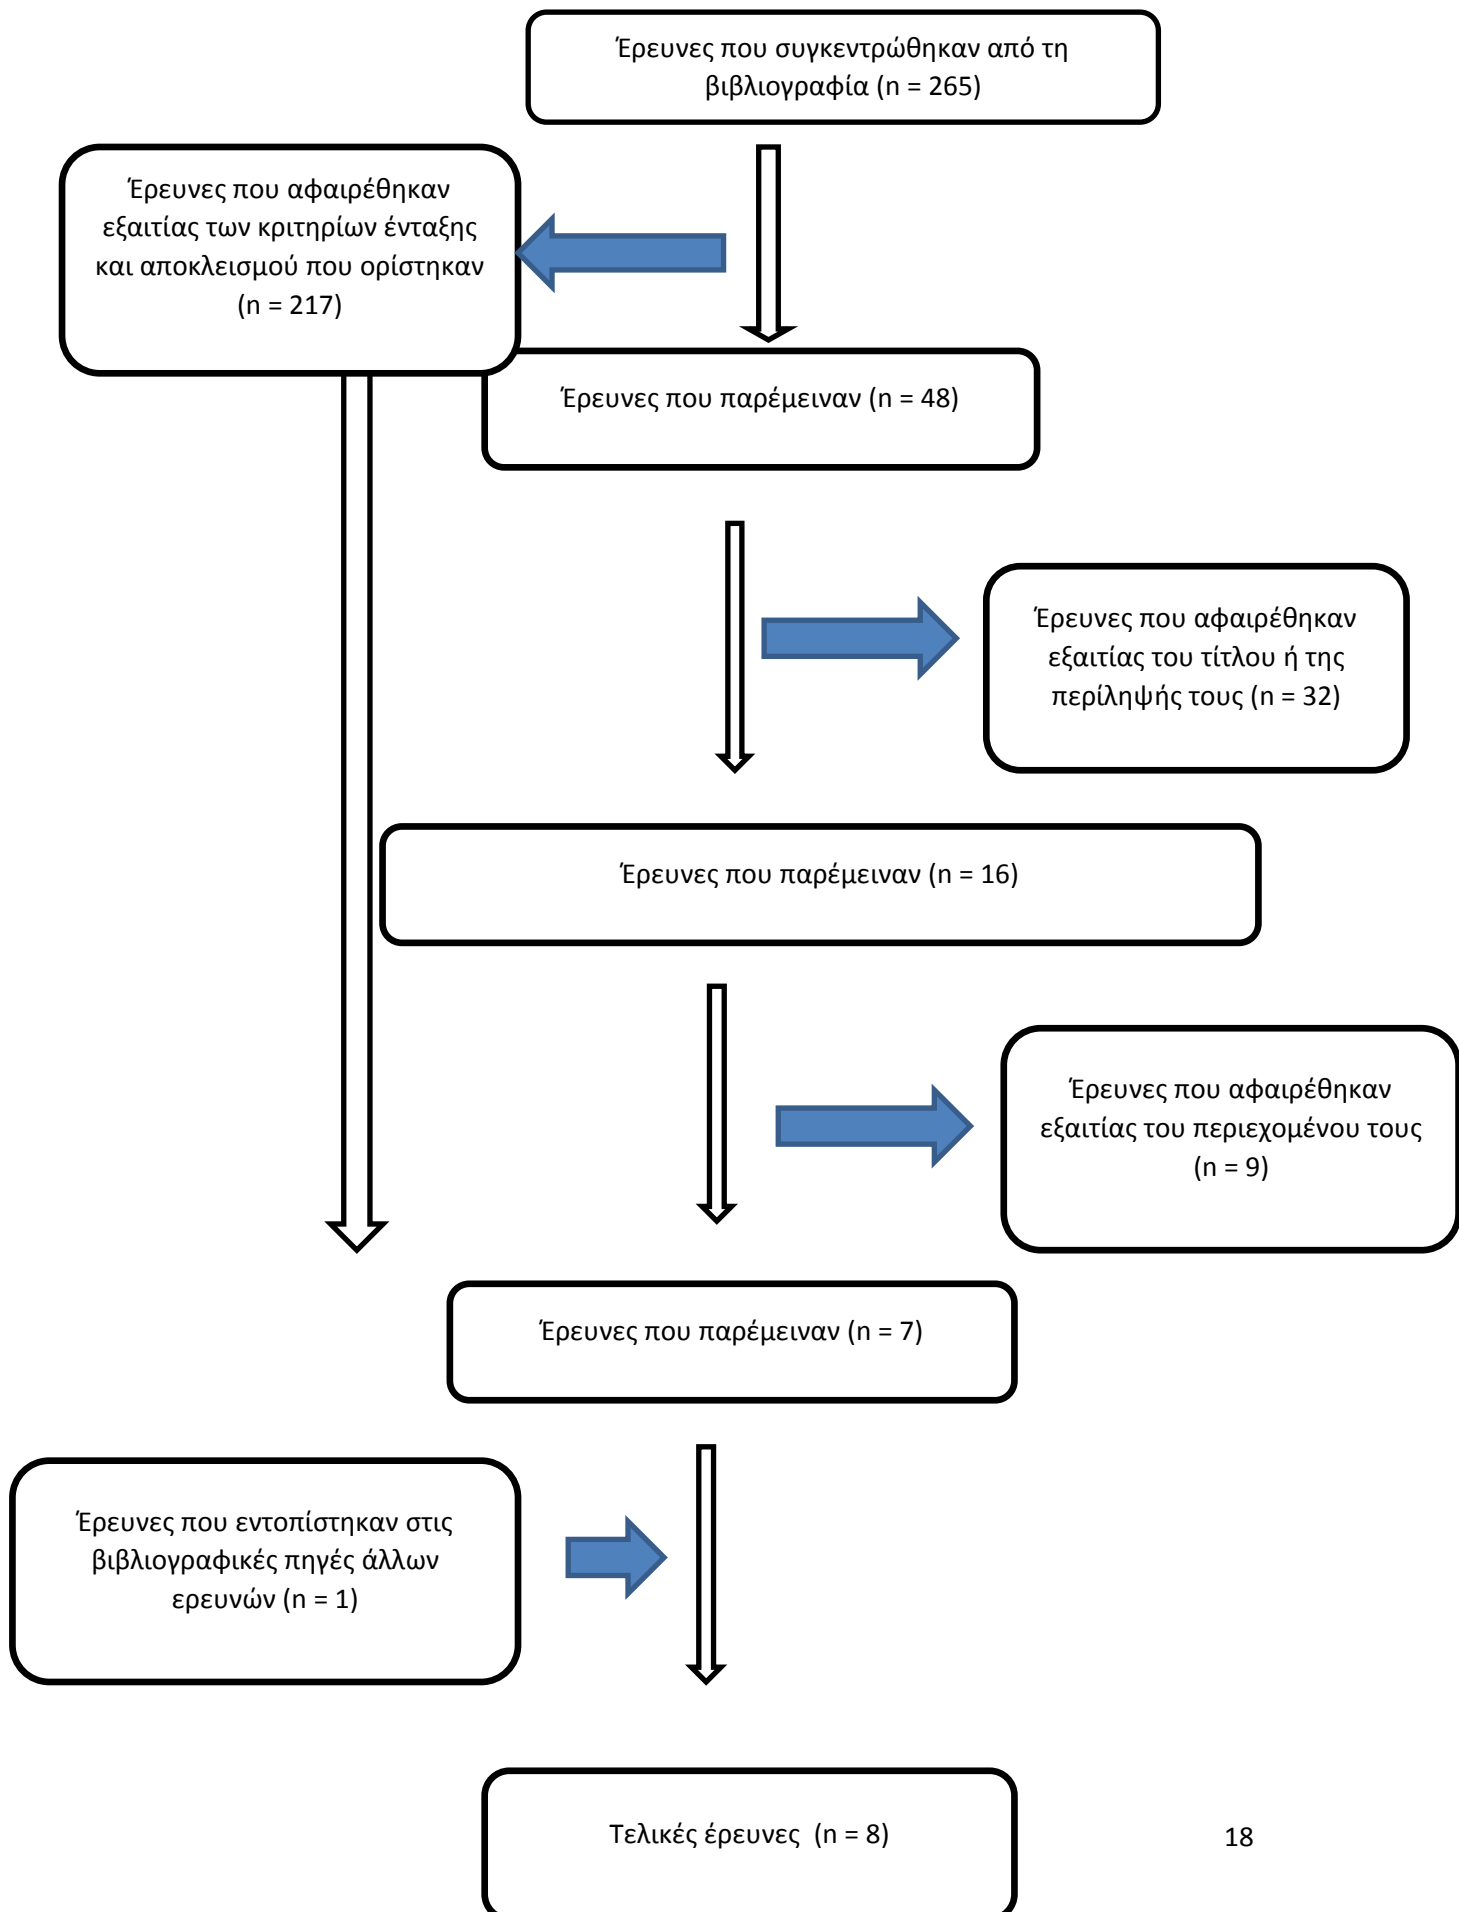 Έρευνες που συγκεντρώθηκαν από τη
βιβλιογραφία (n = 265)
Έρευνες που αφαιρέθηκαν
εξαιτίας των κριτηρίων ένταξης
και αποκλεισμού που ορίστηκαν
(n = 217)
Έρευνες που παρέμειναν (n = 48)
Έρευνες που αφαιρέθηκαν
εξαιτίας του τίτλου ή της
περίληψής τους (n = 32)
Έρευνες που παρέμειναν (n = 16)
Έρευνες που αφαιρέθηκαν
εξαιτίας του περιεχομένου τους
(n = 9)
Έρευνες που παρέμειναν (n = 7)
Έρευνες που εντοπίστηκαν στις
βιβλιογραφικές πηγές άλλων
ερευνών (n = 1)
Τελικές έρευνες (n = 8)
18